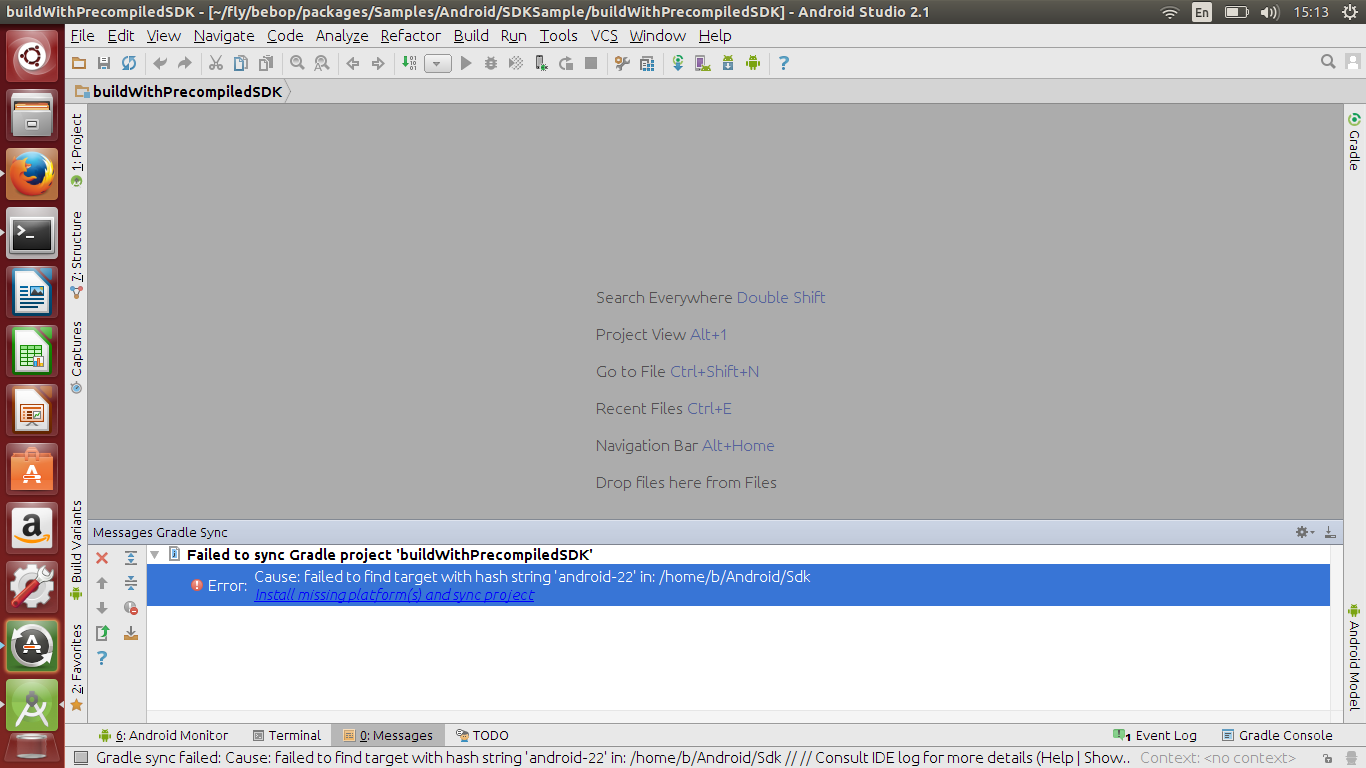 buildWithPrecompiledSDK - [~/fly/bebop/packages/Samples/Android/SDKSample/buildWithPrecompiledSDK] - Android Studio 2.1
En
15:13
File Edit View Navigate Code Analyze Refactor Build Run Tools VCS Window Help
buildWithPrecompiledSDK
1: Project
7: Structure
Captures
Build Variants
2: Favorites
Gradle
Android Model
Search Everywhere Double Shift
Project View Alt+1
Go to File Ctrl+Shift+N
Recent Files Ctrl+E
Navigation Bar Alt+Home
Drop files here from Files
Messages Gradle Sync
Failed to sync Gradle project 'buildWithPrecompiledSDK'
Error: Cause: failed to find target with hash string 'android-22' in: /home/b/Android/Sdk
Install missing platform(s) and sync project
6: Android Monitor
Terminal
0: Messages
TODO
1 Event Log
Gradle Console
Gradle sync failed: Cause: failed to find target with hash string 'android-22' in: /home/b/Android/Sdk // // Consult IDE log for more details (Help | Show..
Context: <no context>